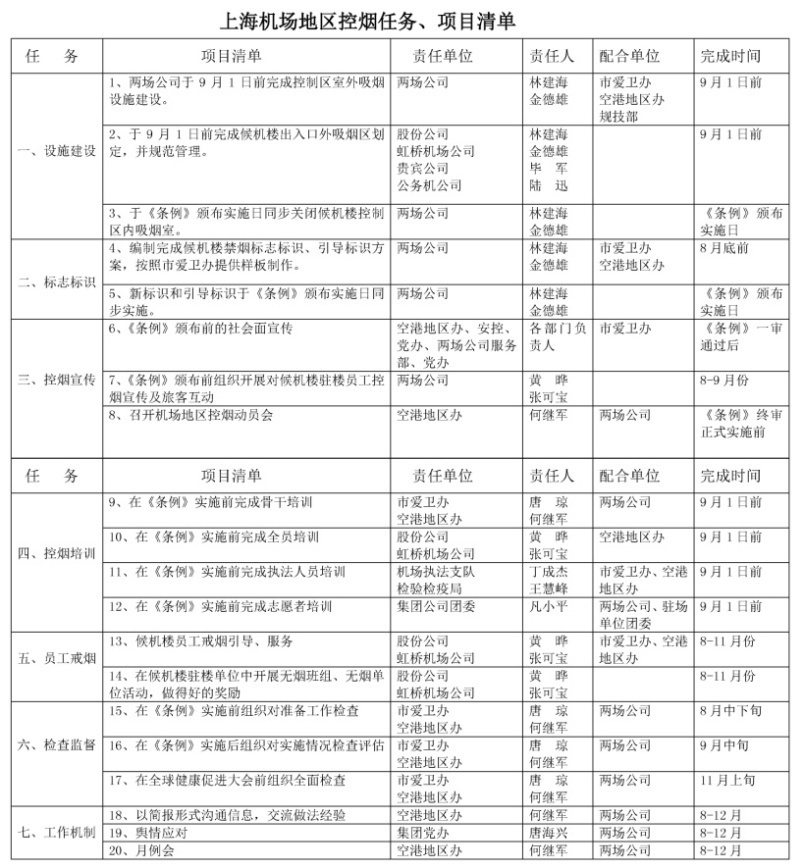 上海机场地区控烟任务、项目清单
任　务 项目清单 责任单位 责任人 配合单位 完成时间
一、设施建设
1、两场公司于9月1日前完成控制区室外吸烟 两场公司 林建海 市爱卫办 9月1日前
设施建设。 金德雄 空港地区办
规技部
2、于9月1日前完成候机楼出入口外吸烟区划 股份公司 林建海 9月1日前
定，并规范管理。 虹桥机场公司 金德雄
贵宾公司 毕　军
公务机公司 陆　迅
3、于《条例》颁布实施日同步关闭候机楼控制 两场公司 林建海 《条例》颁布
区内吸烟室。 金德雄 实施日
二、标志标识
4、编制完成候机楼禁烟标志标识、引导标识方 两场公司 林建海 市爱卫办 8月底前
案，按照市爱卫办提供样板制作。 金德雄 空港地区办
5、新标识和引导标识于《条例》颁布实施日同 两场公司 林建海 《条例》颁布
步实施。 金德雄 实施日
三、控烟宣传
6、《条例》颁布前的社会面宣传 空港地区办、安控、 各部门负 市爱卫办 《条例》一审
党办、两场公司服务 责人 通过后
部、党办
7、《条例》颁布前组织开展对候机楼驻楼员工控 两场公司 黄　晔 8-9月份
烟宣传及旅客互动 张可宝
8、召开机场地区控烟动员会 空港地区办 何继军 两场公司 《条例》终审
正式实施前
任　务 项目清单 责任单位 责任人 配合单位 完成时间
四、控烟培训
9、在《条例》实施前完成骨干培训 市爱卫办 唐　琼 两场公司 9月1日前
空港地区办 何继军
10、在《条例》实施前完成全员培训 股份公司 黄　晔 空港地区办 9月1日前
虹桥机场公司 张可宝
11、在《条例》实施前完成执法人员培训 机场执法支队 丁成杰 市爱卫办、空港 9月1日前
检验检疫局 王慧峰 地区办
12、在《条例》实施前完成志愿者培训 集团公司团委 凡小平 两场公司、驻场 9月1日前
单位团委
五、员工戒烟
13、候机楼员工戒烟引导、服务 股份公司 黄　晔 市爱卫办、空港 8-11月份
虹桥机场公司 张可宝 地区办
14、在候机楼驻楼单位中开展无烟班组、无烟单 股份公司 黄　晔 8-11月份
位活动，做得好的奖励 虹桥机场公司 张可宝
六、检查监督
15、在《条例》实施前组织对准备工作检查 市爱卫办 唐　琼 两场公司 8月中下旬
空港地区办 何继军
16、在《条例》实施后组织对实施情况检查评估 市爱卫办 唐　琼 两场公司 9月中旬
空港地区办 何继军
17、在全球健康促进大会前组织全面检查 市爱卫办 唐　琼 两场公司 11月上旬
空港地区办 何继军
七、工作机制
18、以简报形式沟通信息，交流做法经验 空港地区办 何继军 两场公司 8-12月
19、舆情应对 集团党办 唐海兴 两场公司 8-12月
20、月例会 空港地区办 何继军 两场公司 8-12月